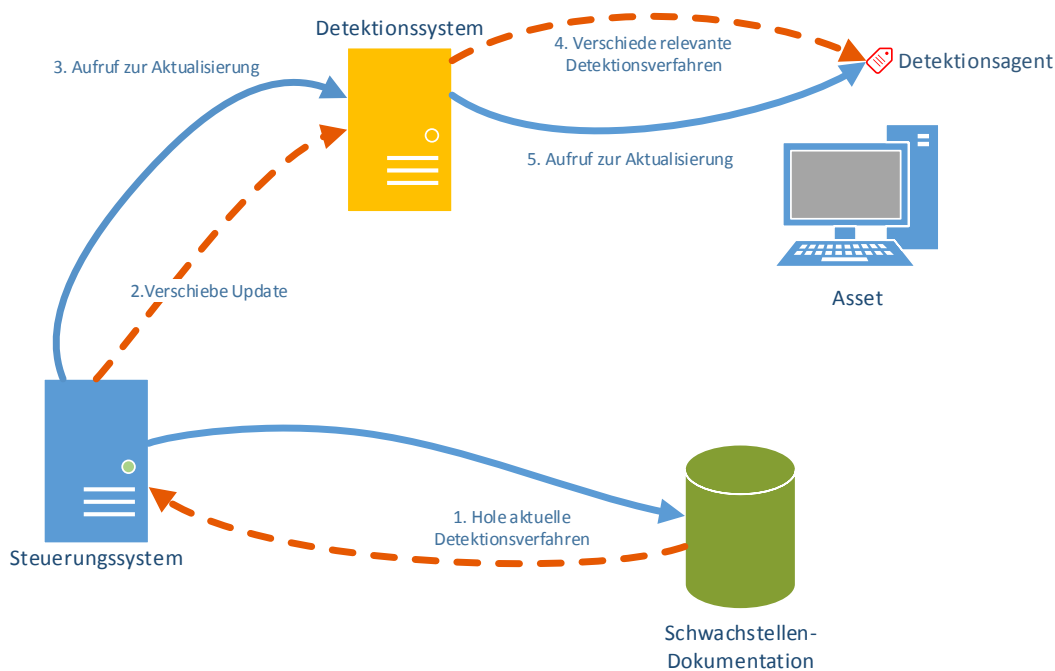 Detektionssystem
3. Aufruf zur Aktualisierung
4. Verschiede relevante
Detektionsverfahren
Detektionsagent
5. Aufruf zur Aktualisierung
2.Verschiebe Update
Asset
1. Hole aktuelle
Detektionsverfahren
Steuerungssystem
Schwachstellen-
Dokumentation